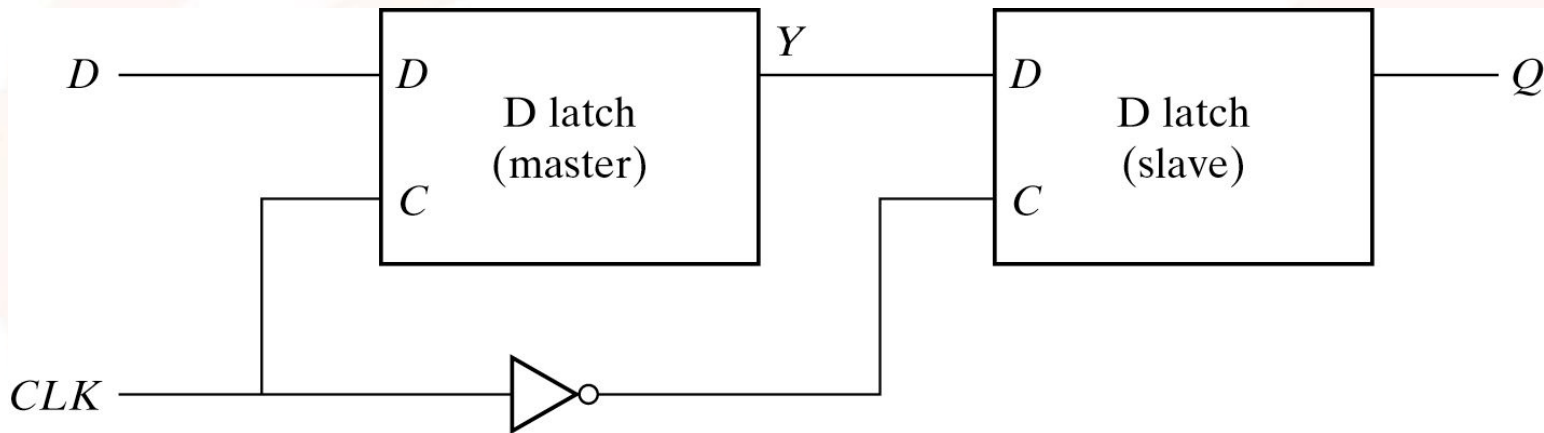 D
D
D latch
(master)
C
Y
D
D latch
(slave)
C
Q
CLK